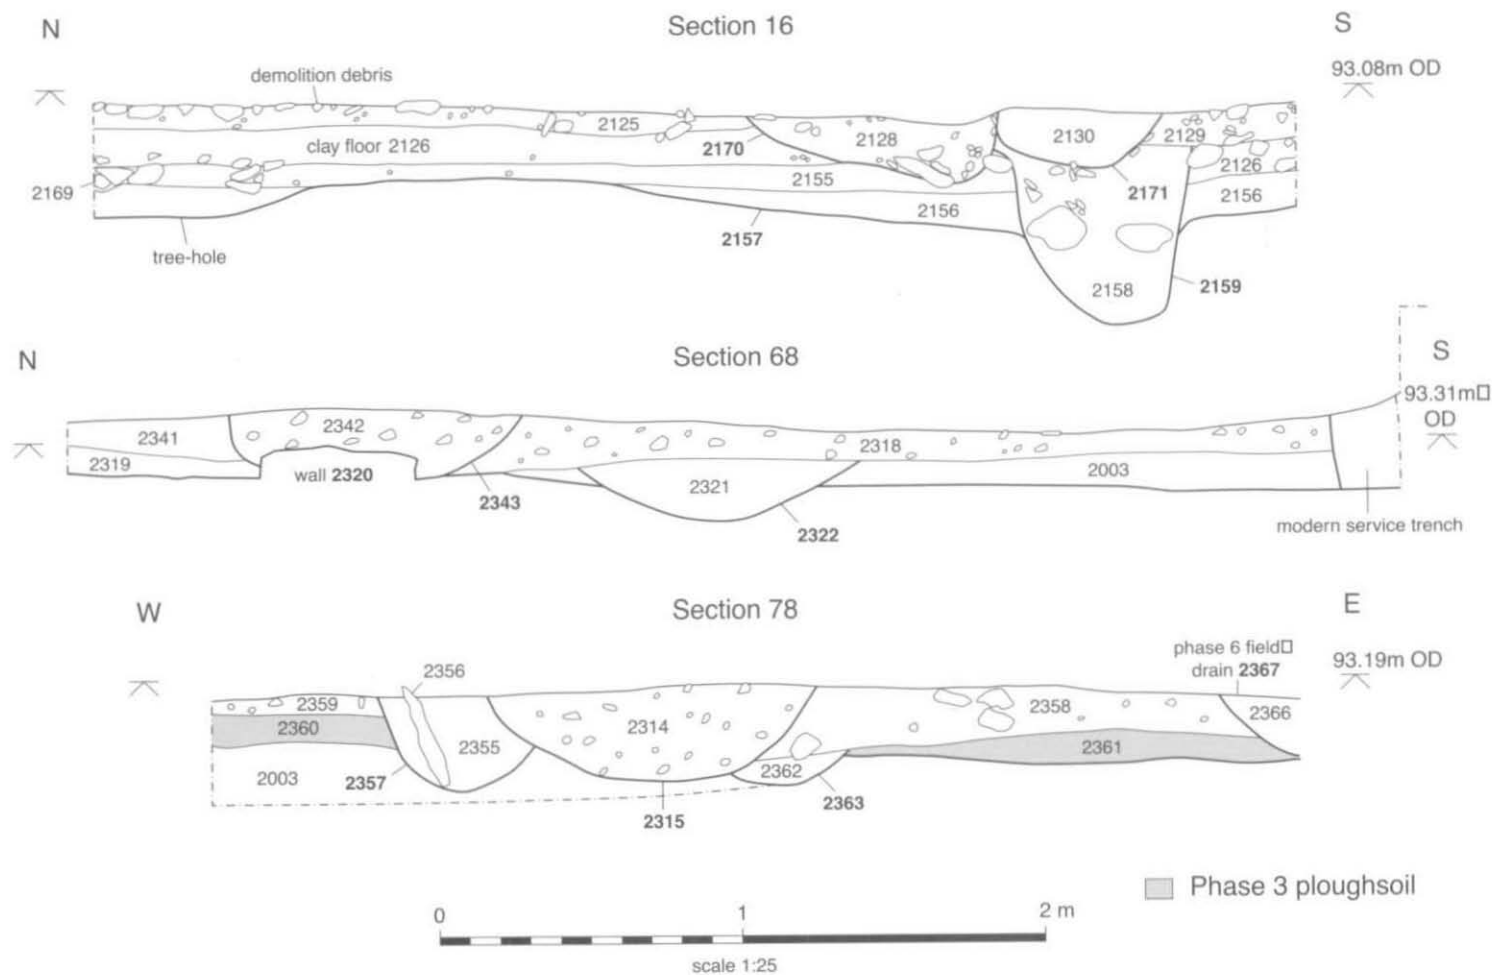 N
Section 16
S
93.08m OD
demolition debris
2125
clay floor 2126
2170
2128
2130
2129
2126
2169
2155
2171
2156
2156
2157
tree-hole
2158
2159
N
Section 68
S
93.31m□
OD
2341
2342
2318
2319
wall 2320
2343
2321
2003
2322
modern service trench
W
Section 78
E
phase 6 field□
drain 2367
93.19m OD
2356
2359
2360
2314
2358
2366
2355
2361
2003
2357
2362
2363
2315
Phase 3 ploughsoil
0
1
2 m
scale 1:25